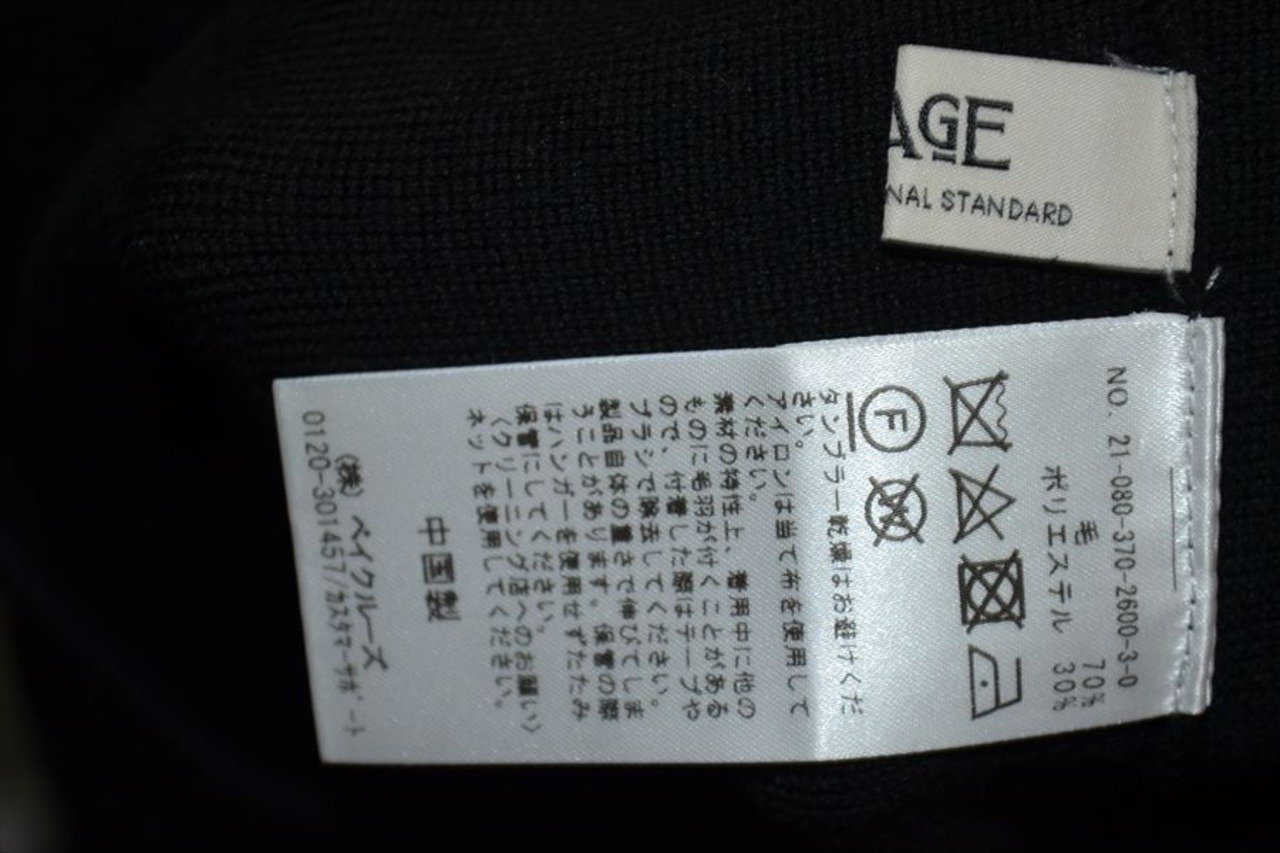 AGE
NAL STANDARD
NO. 21-080-370-2600-3-0
毛 70%
ポリエステル 30%
F
W
タンブラー乾燥はお避けくだ
さい。
アイロンは当て布を使用して
ください。
素材の特性上、着用中に他の
ものに毛羽が付くことがある
ので、付着した際はテープや
ブラシで除去してください。
製品自体の重さで伸びてしま
うことがあります。保管の際
はハンガーを使用せずたたみ
保管にしてください。
〈クリーニング店へのお願い〉
ネットを使用してください。
中国製
(株) ベイクルーズ
0120-301457/カスタマーサポート